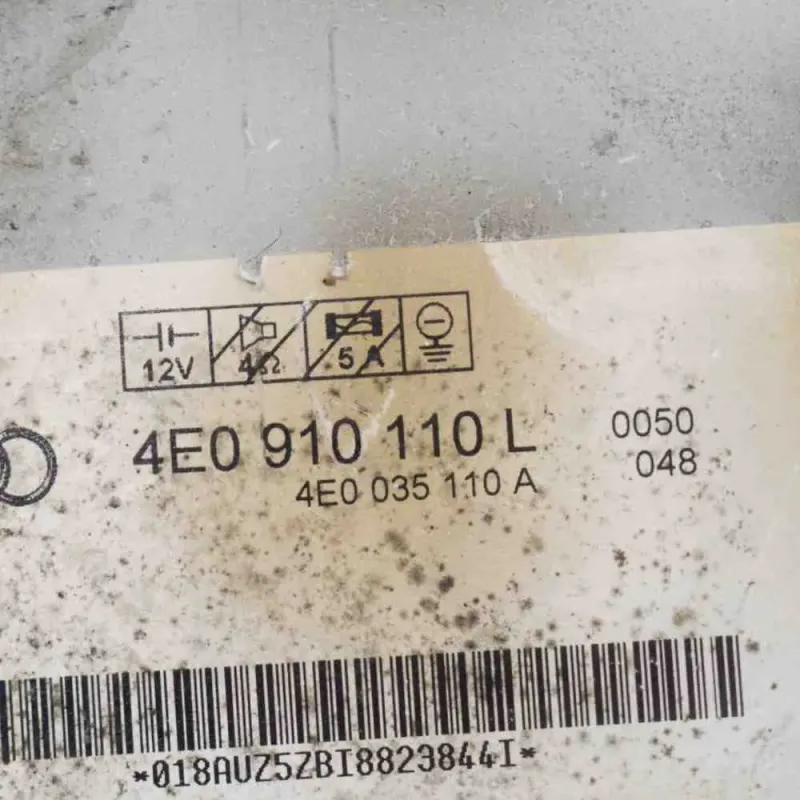 12V 4Ω .5 A
4E0 910 110 L 0050
4E0 035 110 A 048
*018AUZ5ZBI8823844I*